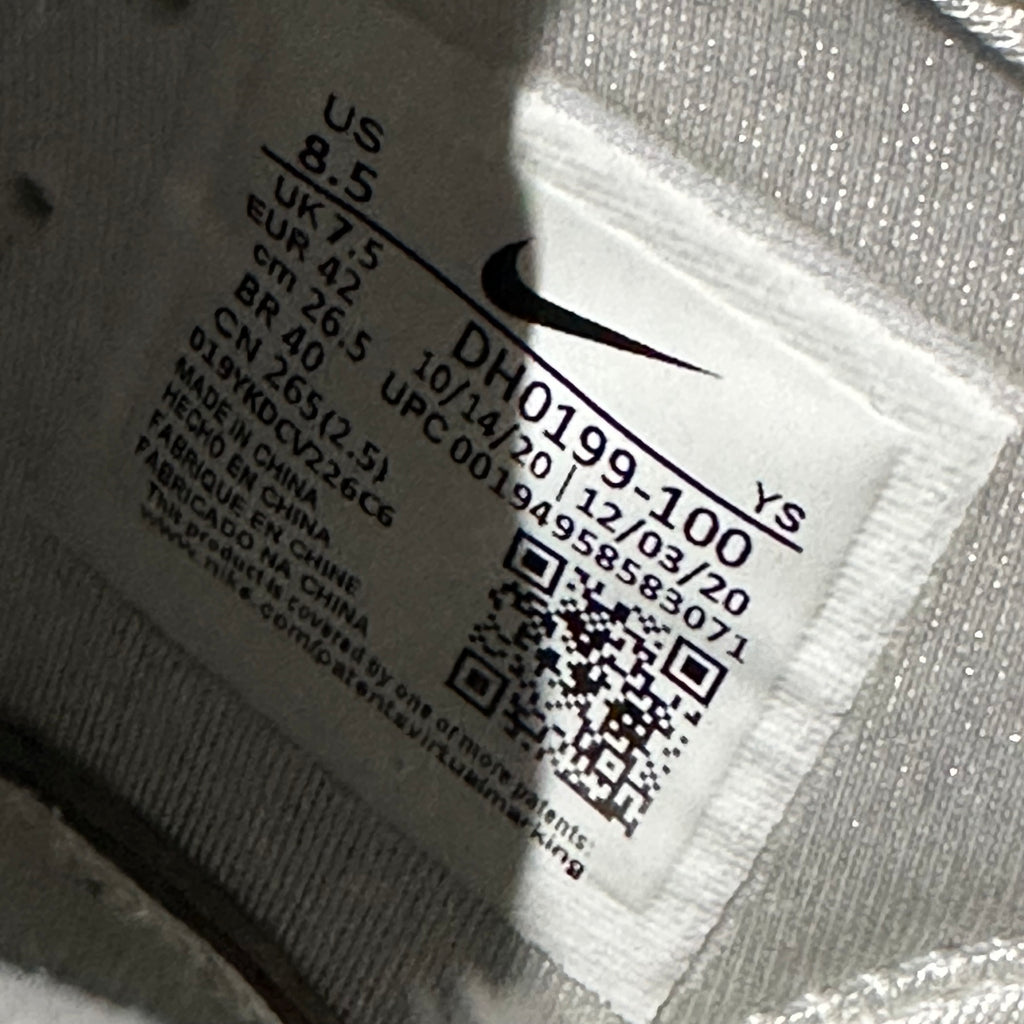 US
8.5
UK 7.5
EUR 42
cm 26.5
BR 40
CN 265(2.5)
019YKDCV226C6
MADE IN CHINA
HECHO EN CHINA
FABRIQUE EN CHINE
FABRICADO NA CHINA
This product is covered by one or more patents:
www.nike.com/patentsvirtualmarking
YS
DH0199-100
10/14/20 | 12/03/20
UPC 00194958583071